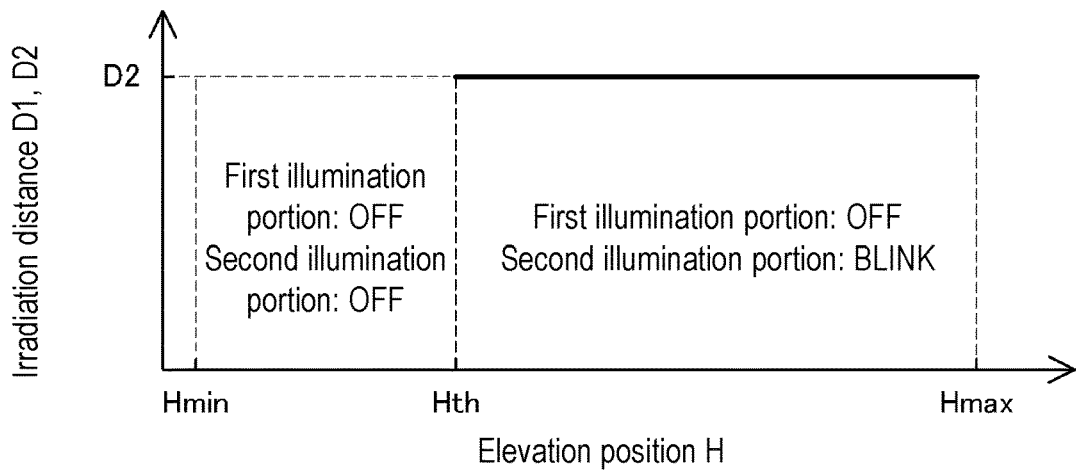 Irradiation distance D1, D2
D2
First illumination
portion: OFF
Second illumination
portion: OFF
First illumination portion: OFF
Second illumination portion: BLINK
Hmin
Hth
Hmax
Elevation position H